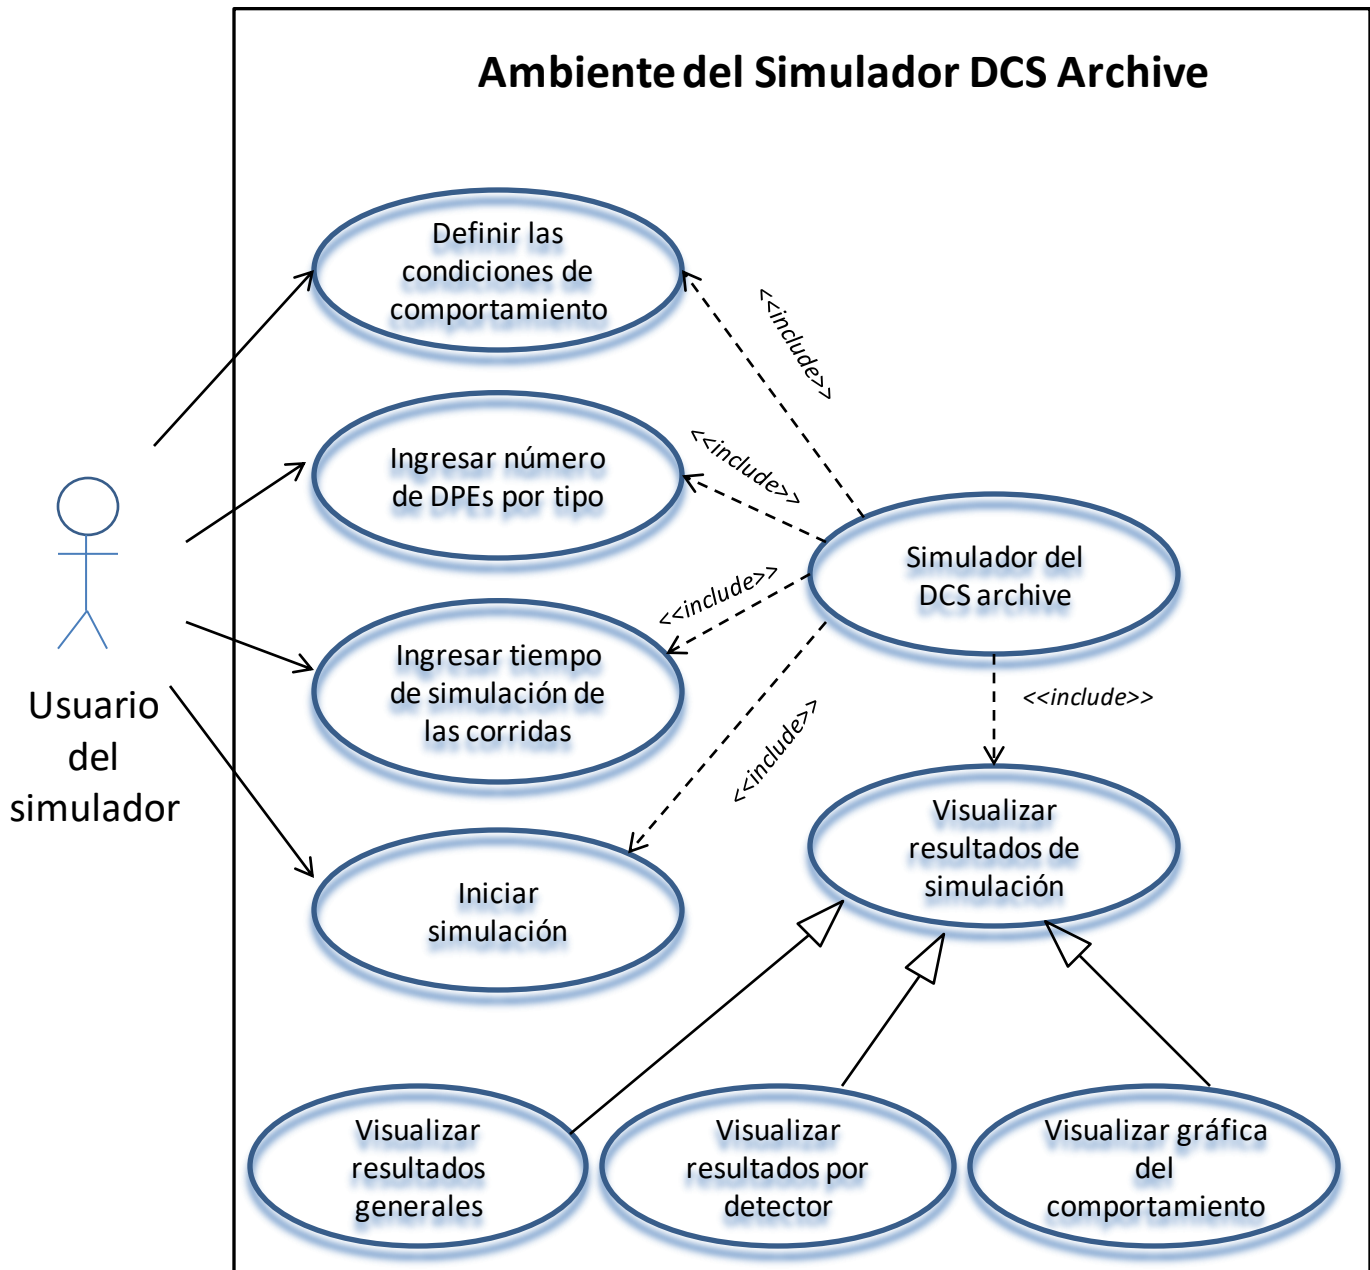 Ambiente del Simulador DCS Archive
Definir las
condiciones de
comportamiento
<<include>>
Ingresar número
de DPEs por tipo
<<include>>
Simulador del
DCS archive
<<include>>
Ingresar tiempo
de simulación de
las corridas
<<include>>
<<include>>
Usuario
del
simulador
Visualizar
resultados de
simulación
Iniciar
simulación
Visualizar
resultados
generales
Visualizar
resultados por
detector
Visualizar gráfica
del
comportamiento